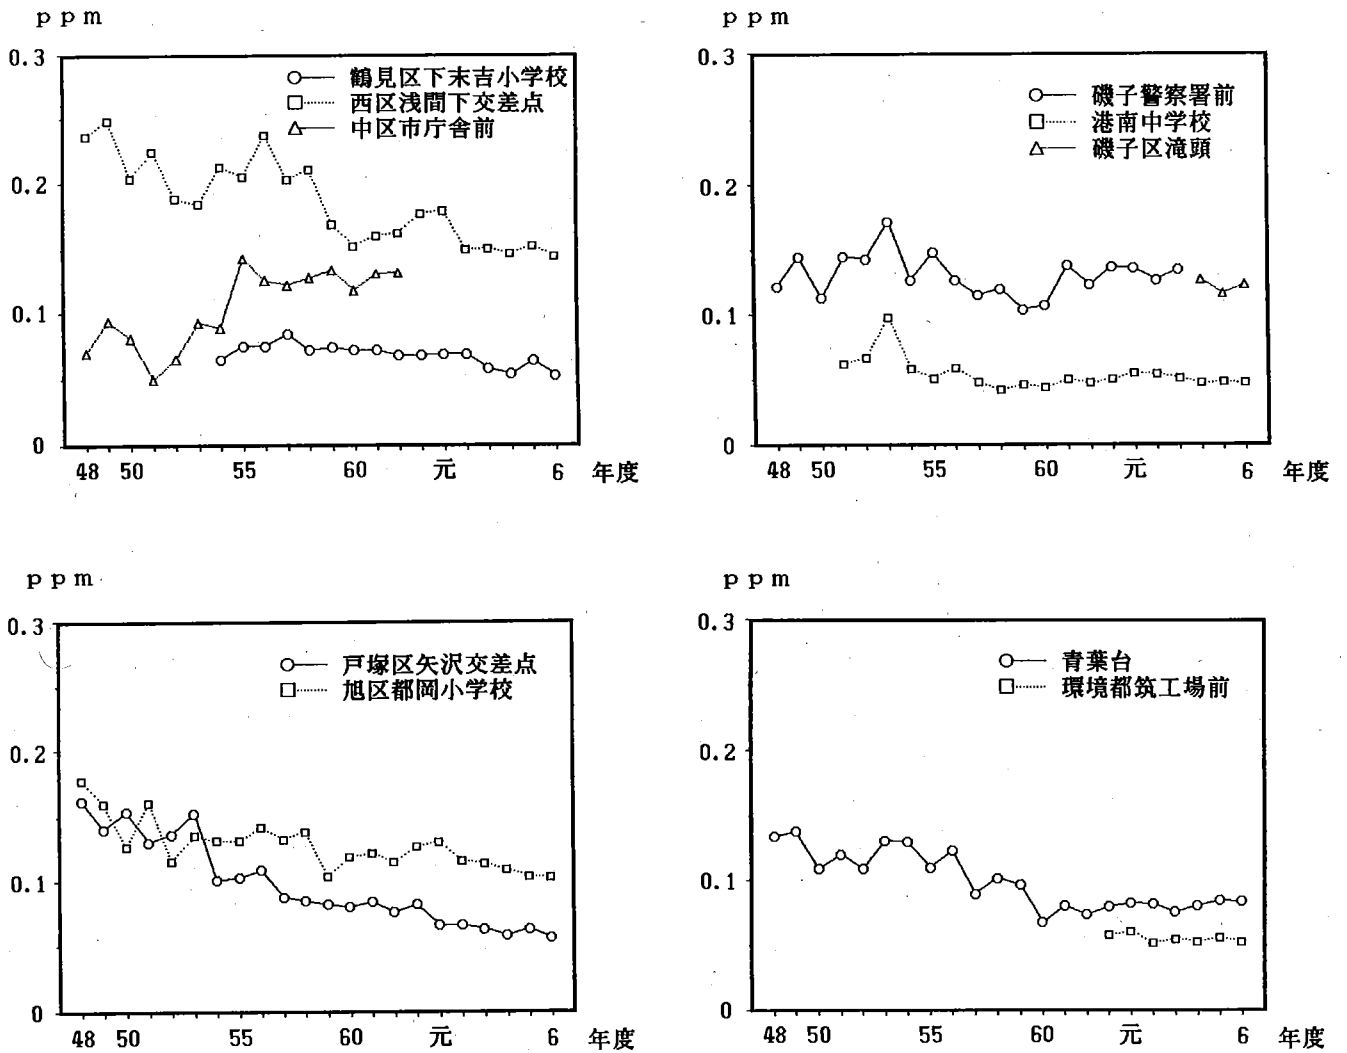 ppm
0.3
鶴見区下末吉小学校
西区浅間下交差点
中区市庁舎前
0.2
0.1
0
48 50 55 60 元 6 年度
ppm
0.3
磯子警察署前
港南中学校
磯子区滝頭
0.2
0.1
0
48 50 55 60 元 6 年度
ppm
0.3
戸塚区矢沢交差点
旭区都岡小学校
0.2
0.1
0
48 50 55 60 元 6 年度
ppm
0.3
青葉台
環境都筑工場前
0.2
0.1
0
48 50 55 60 元 6 年度